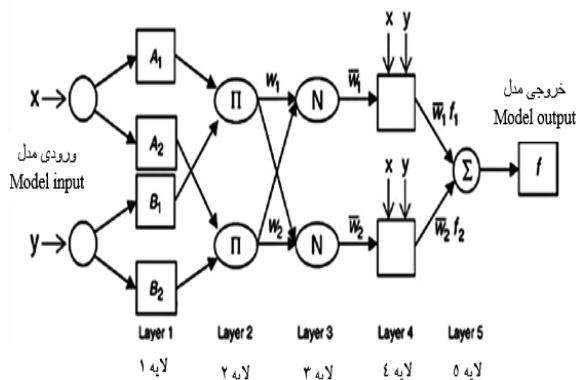 x
y
A₁
w₁
w̅₁
خروجی مدل
Model output
x
Π
N
w̅₁ f₁
ورودی مدل
Model input
A₂
B₁
x
y
Σ
f
y
Π
w₂
N
w̅₂
w̅₂ f₂
B₂
Layer 1
Layer 2
Layer 3
Layer 4
Layer 5
لایه ۱
لایه ۲
لایه ۳
لایه ٤
لایه ٥